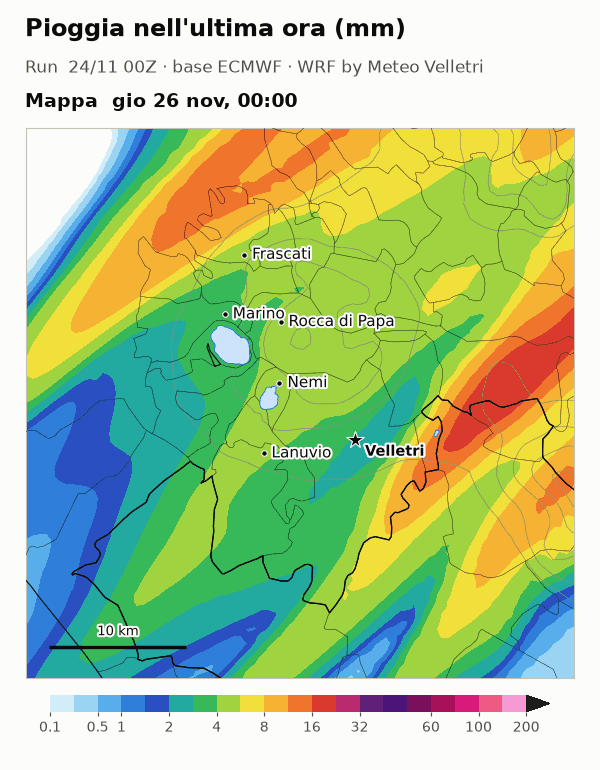 Pioggia nell'ultima ora (mm)
Run  24/11 00Z · base ECMWF · WRF by Meteo Velletri
Mappa  gio 26 nov, 00:00
Frascati
Marino
Rocca di Papa
Nemi
Lanuvio
Velletri
10 km
0.1 0.5 1 2 4 8 16 32 60 100 200